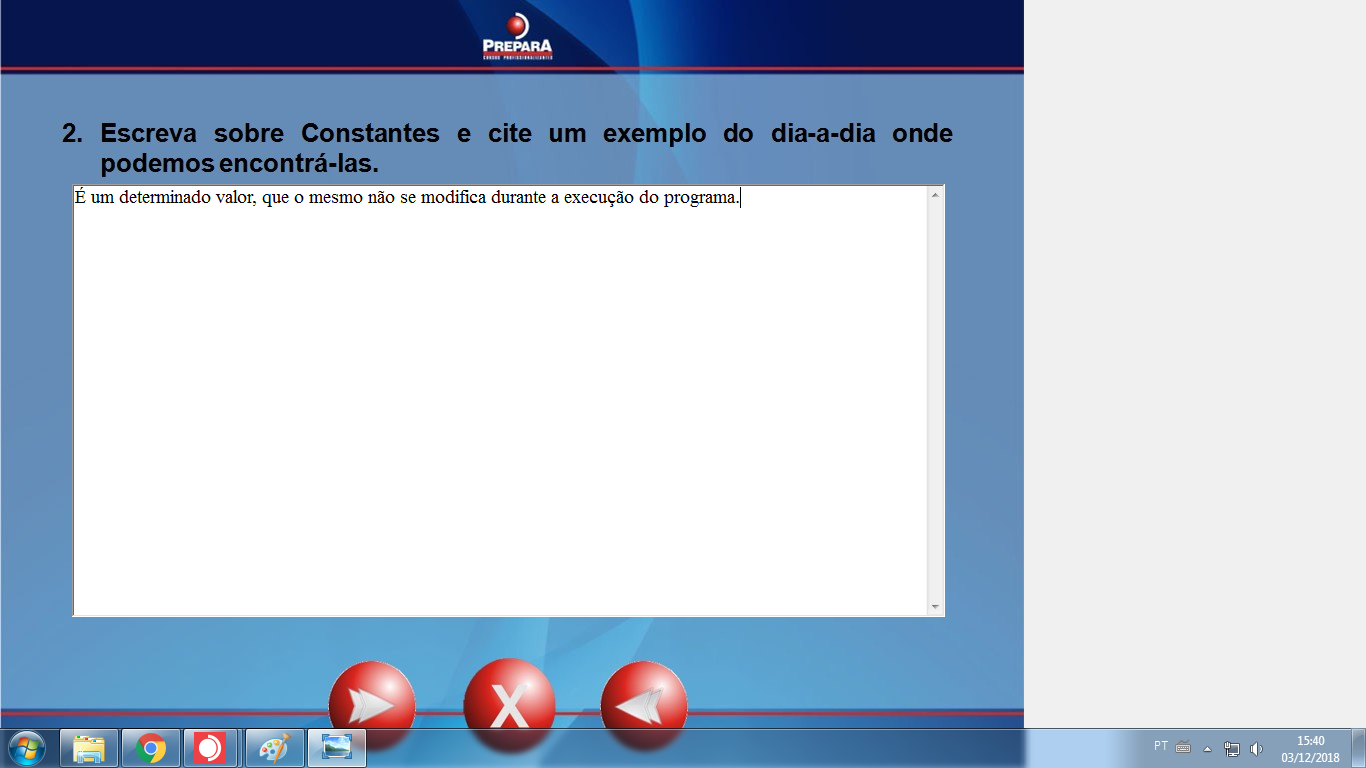 PREPARA
CURSOS PROFISSIONALIZANTES
2. Escreva sobre Constantes e cite um exemplo do dia-a-dia onde
podemos encontrá-las.
É um determinado valor, que o mesmo não se modifica durante a execução do programa.
X
PT
15:40
03/12/2018